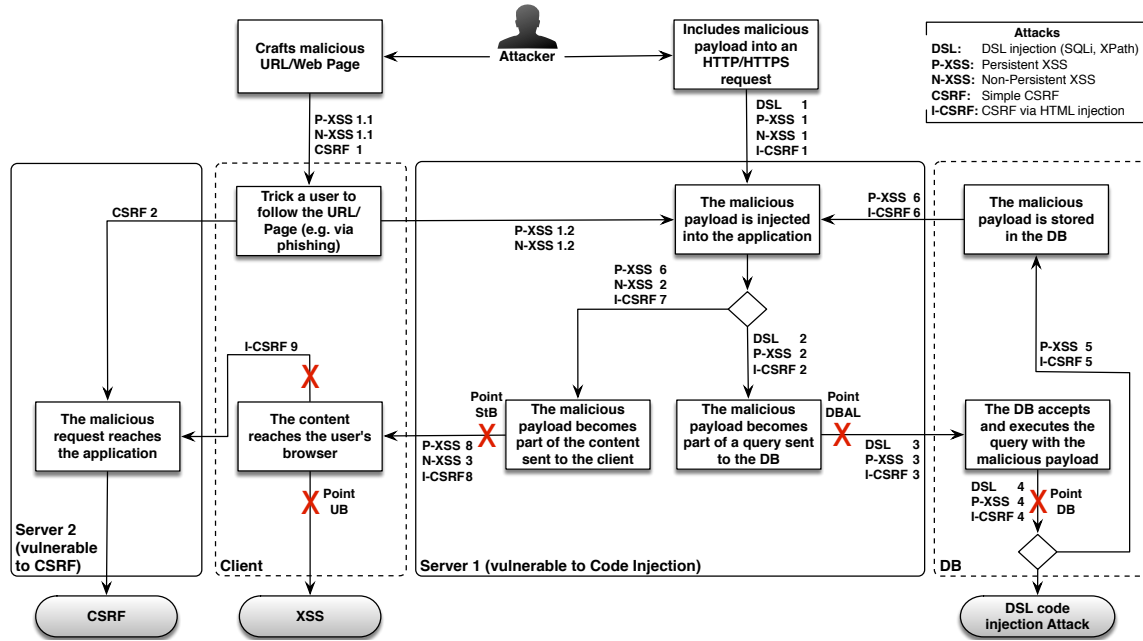 Attacker
Crafts malicious
URL/Web Page
Includes malicious
payload into an
HTTP/HTTPS
request
Attacks
DSL: DSL injection (SQLi, XPath)
P-XSS: Persistent XSS
N-XSS: Non-Persistent XSS
CSRF: Simple CSRF
I-CSRF: CSRF via HTML injection
P-XSS 1.1
N-XSS 1.1
CSRF 1
DSL 1
P-XSS 1
N-XSS 1
I-CSRF 1
CSRF 2
Trick a user to
follow the URL/
Page (e.g. via
phishing)
P-XSS 1.2
N-XSS 1.2
The malicious
payload is injected
into the application
P-XSS 6
I-CSRF 6
The malicious
payload is stored
in the DB
P-XSS 6
N-XSS 2
I-CSRF 7
DSL 2
P-XSS 2
I-CSRF 2
P-XSS 5
I-CSRF 5
I-CSRF 9
The malicious
request reaches
the application
The content
reaches the user's
browser
Point
StB
P-XSS 8
N-XSS 3
I-CSRF 8
The malicious
payload becomes
part of the content
sent to the client
The malicious
payload becomes
part of a query sent
to the DB
Point
DBAL
DSL 3
P-XSS 3
I-CSRF 3
The DB accepts
and executes the
query with the
malicious payload
Point
UB
DSL 4
P-XSS 4
I-CSRF 4
Point
DB
Server 2
(vulnerable
to CSRF)
Client
Server 1 (vulnerable to Code Injection)
DB
CSRF
XSS
DSL code
injection Attack